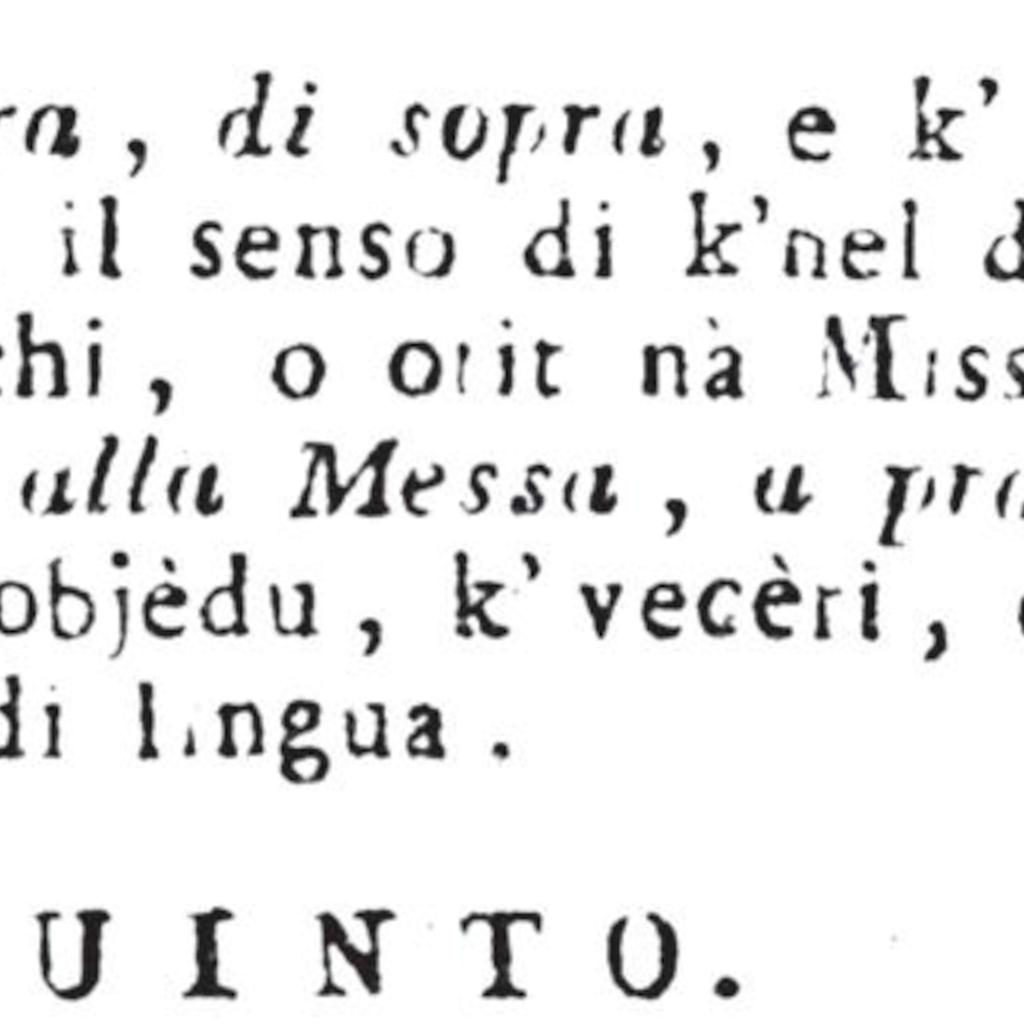 ra, di sopra, e k'
il senso di k'nel d
chi, o otit nà Miss
alla Messa, a pra
objèdu, k'vecèri,
di lingua.
UINTO.